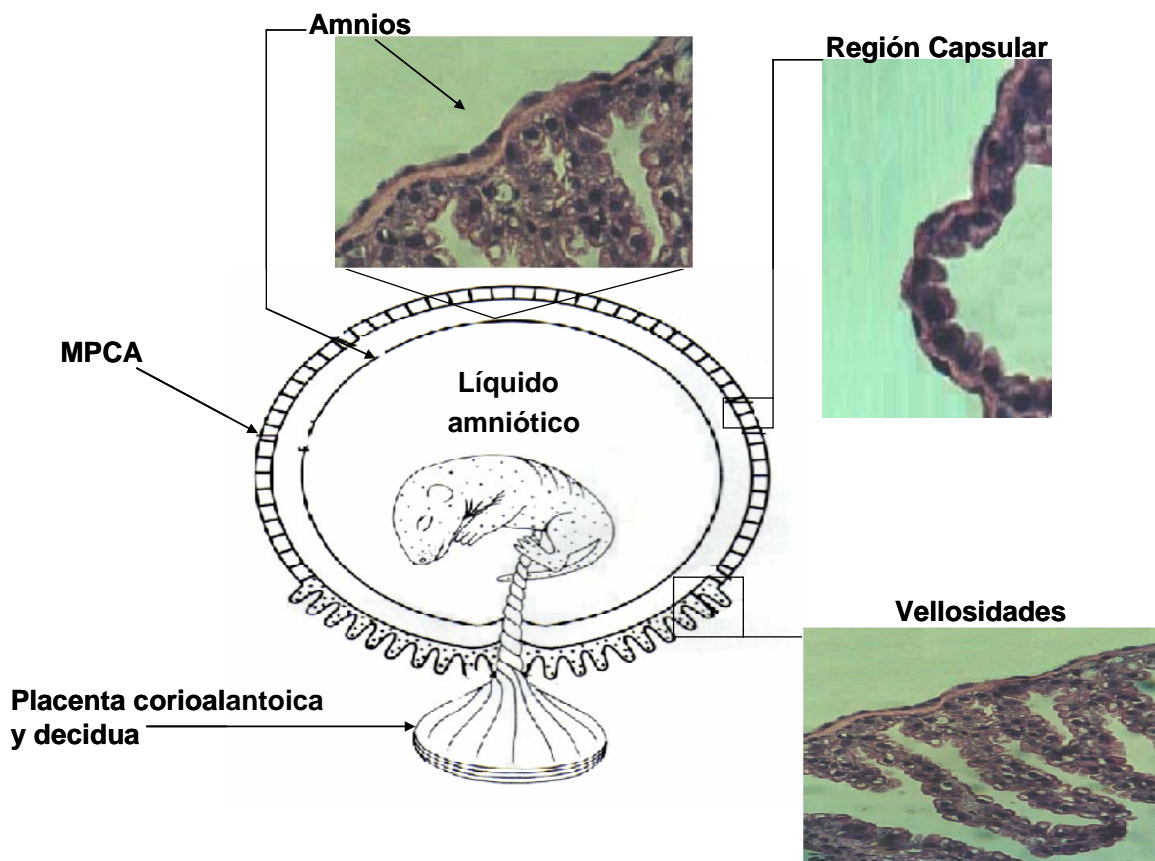 Amnios
Región Capsular
MPCA
Líquido
amniótico
Vellosidades
Placenta corioalantoica
y decidua